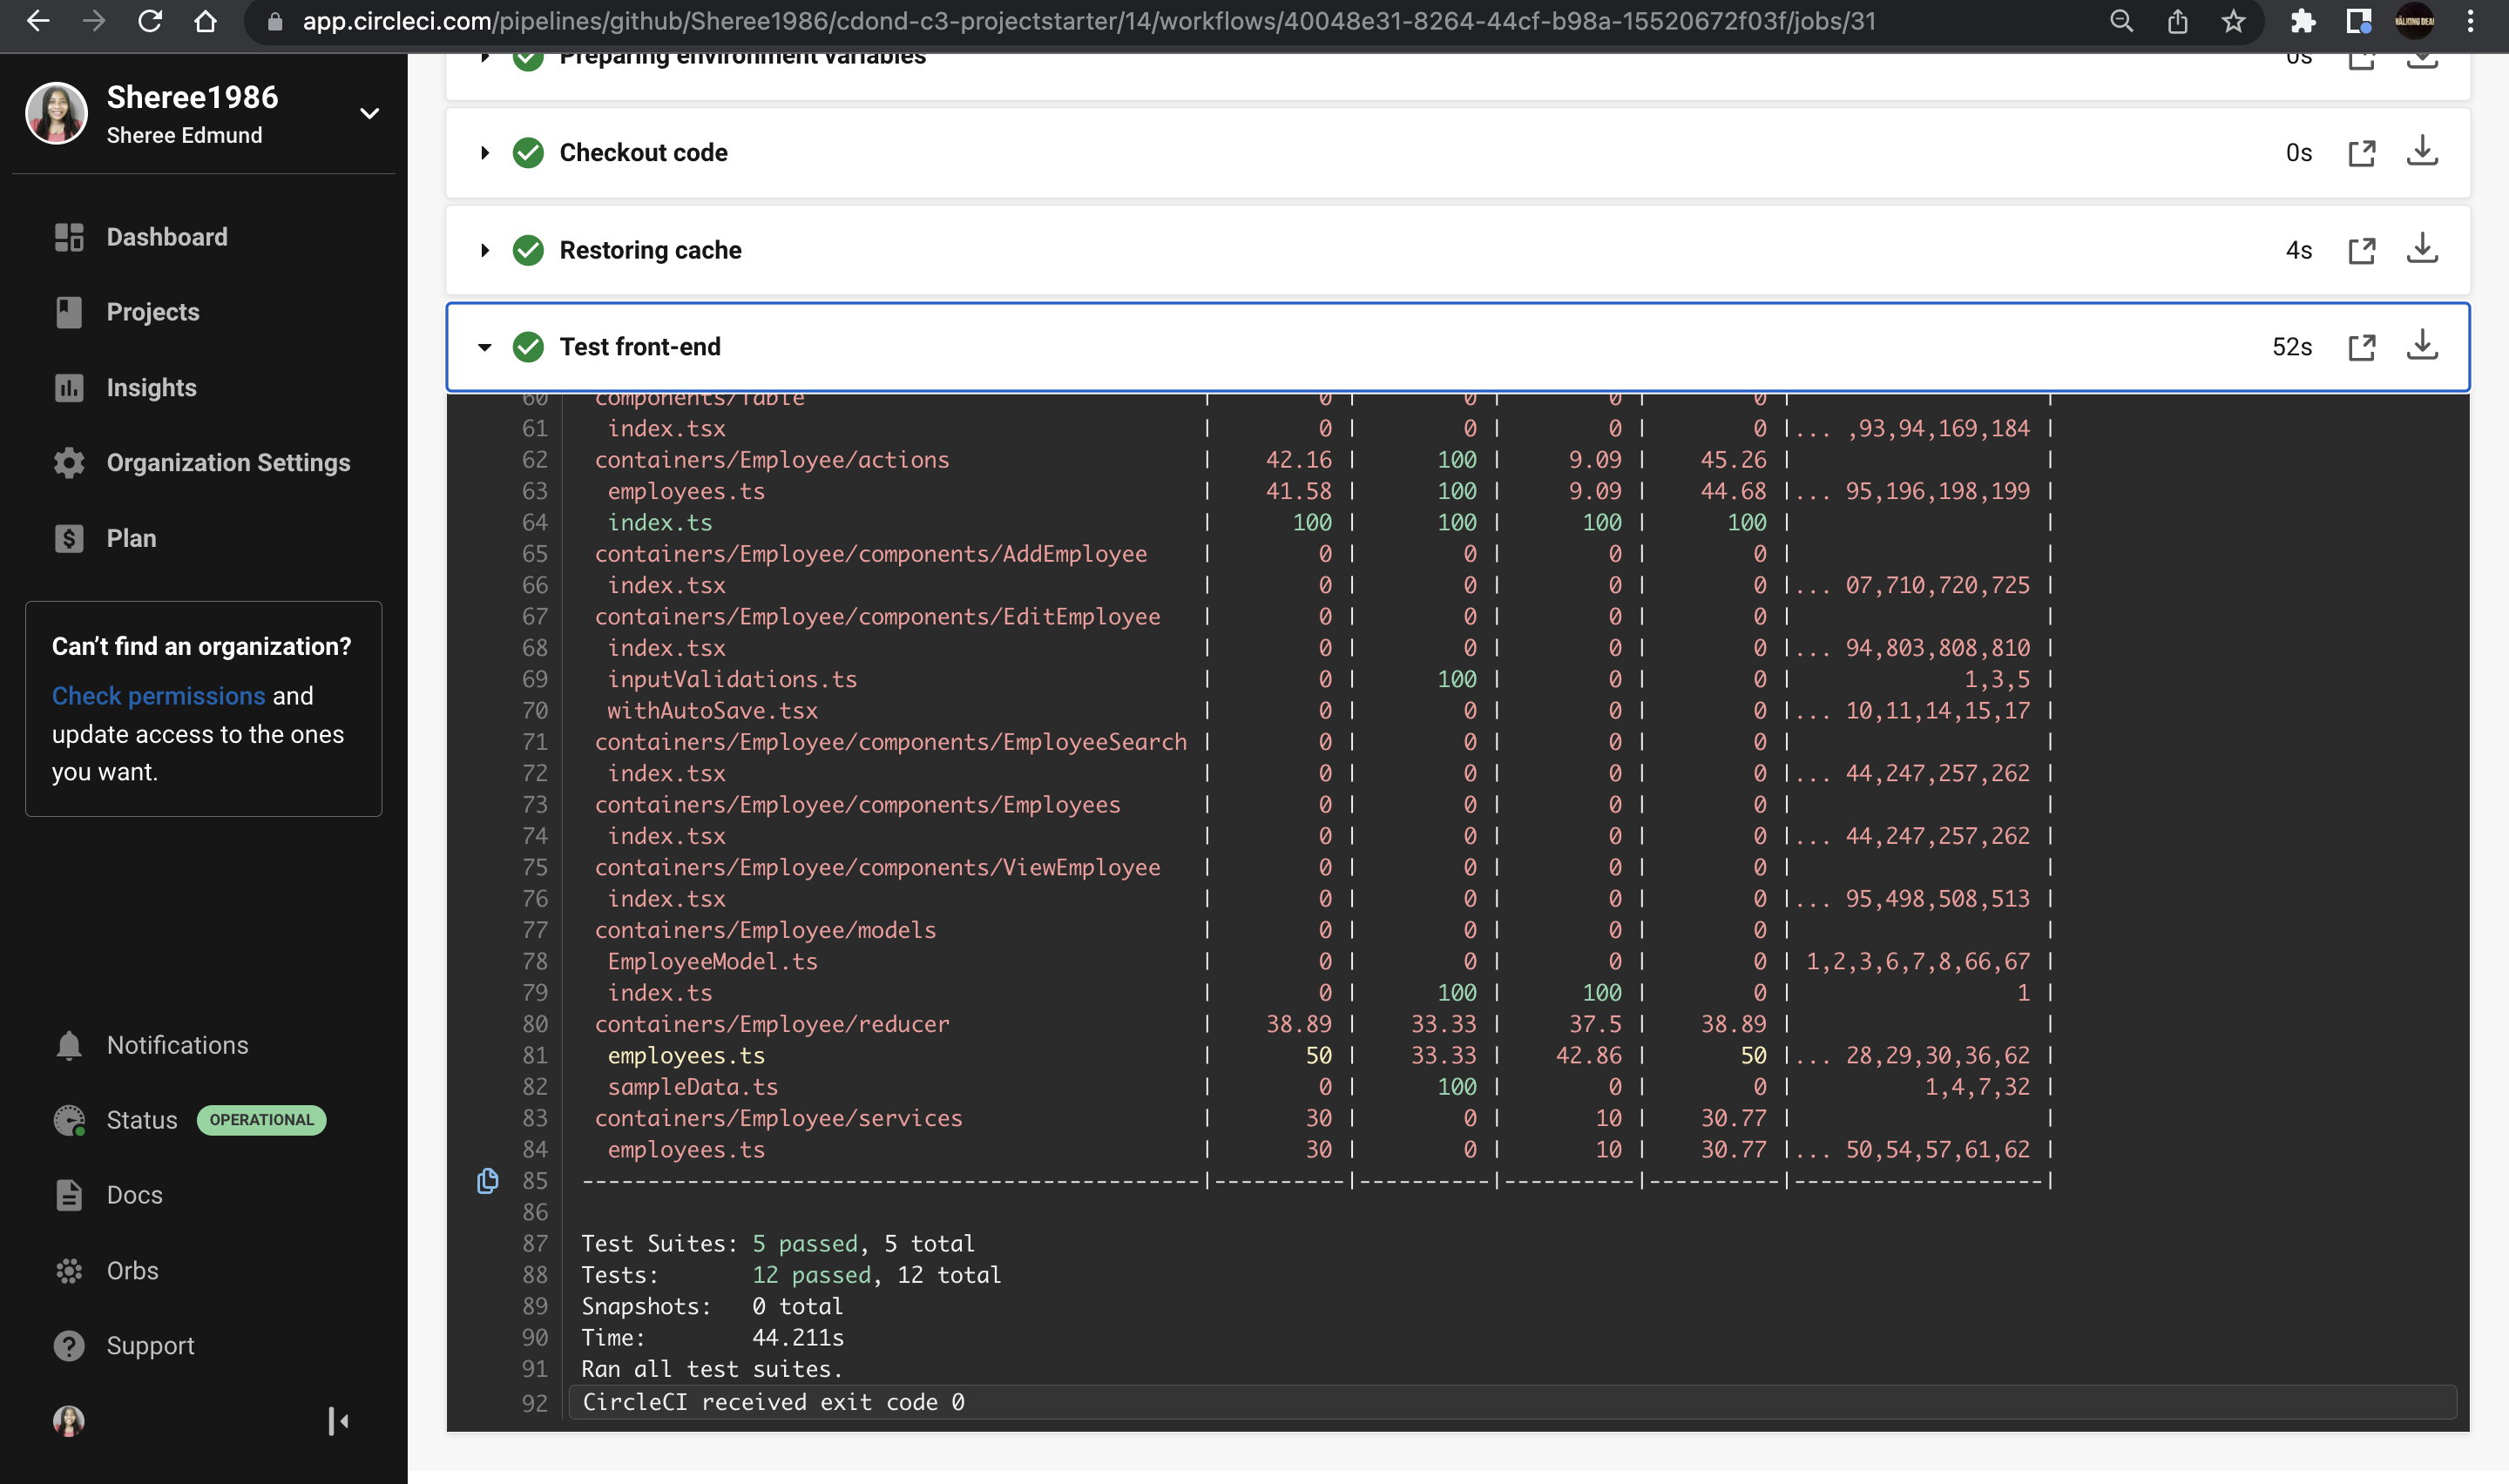 app.circleci.com/pipelines/github/Sheree1986/cdond-c3-projectstarter/14/workflows/40048e31-8264-44cf-b98a-15520672f03f/jobs/31
Sheree1986
Sheree Edmund
Dashboard
Projects
Insights
Organization Settings
Plan
Can't find an organization?
Check permissions and
update access to the ones
you want.
Notifications
Status OPERATIONAL
Docs
Orbs
Support
Preparing environment variables 0s
Checkout code 0s
Restoring cache 4s
Test front-end 52s
60 components/Table | 0 | 0 | 0 | 0 | |
61 index.tsx | 0 | 0 | 0 | 0 |... ,93,94,169,184 |
62 containers/Employee/actions | 42.16 | 100 | 9.09 | 45.26 | |
63 employees.ts | 41.58 | 100 | 9.09 | 44.68 |... 95,196,198,199 |
64 index.ts | 100 | 100 | 100 | 100 | |
65 containers/Employee/components/AddEmployee | 0 | 0 | 0 | 0 | |
66 index.tsx | 0 | 0 | 0 | 0 |... 07,710,720,725 |
67 containers/Employee/components/EditEmployee | 0 | 0 | 0 | 0 | |
68 index.tsx | 0 | 0 | 0 | 0 |... 94,803,808,810 |
69 inputValidations.ts | 0 | 100 | 0 | 0 | 1,3,5 |
70 withAutoSave.tsx | 0 | 0 | 0 | 0 |... 10,11,14,15,17 |
71 containers/Employee/components/EmployeeSearch | 0 | 0 | 0 | 0 | |
72 index.tsx | 0 | 0 | 0 | 0 |... 44,247,257,262 |
73 containers/Employee/components/Employees | 0 | 0 | 0 | 0 | |
74 index.tsx | 0 | 0 | 0 | 0 |... 44,247,257,262 |
75 containers/Employee/components/ViewEmployee | 0 | 0 | 0 | 0 | |
76 index.tsx | 0 | 0 | 0 | 0 |... 95,498,508,513 |
77 containers/Employee/models | 0 | 0 | 0 | 0 | |
78 EmployeeModel.ts | 0 | 0 | 0 | 0 | 1,2,3,6,7,8,66,67 |
79 index.ts | 0 | 100 | 100 | 0 | 1 |
80 containers/Employee/reducer | 38.89 | 33.33 | 37.5 | 38.89 | |
81 employees.ts | 50 | 33.33 | 42.86 | 50 |... 28,29,30,36,62 |
82 sampleData.ts | 0 | 100 | 0 | 0 | 1,4,7,32 |
83 containers/Employee/services | 30 | 0 | 10 | 30.77 | |
84 employees.ts | 30 | 0 | 10 | 30.77 |... 50,54,57,61,62 |
85 -----------------------------------------------|----------|----------|----------|----------|-------------------|
86
87 Test Suites: 5 passed, 5 total
88 Tests: 12 passed, 12 total
89 Snapshots: 0 total
90 Time: 44.211s
91 Ran all test suites.
92 CircleCI received exit code 0